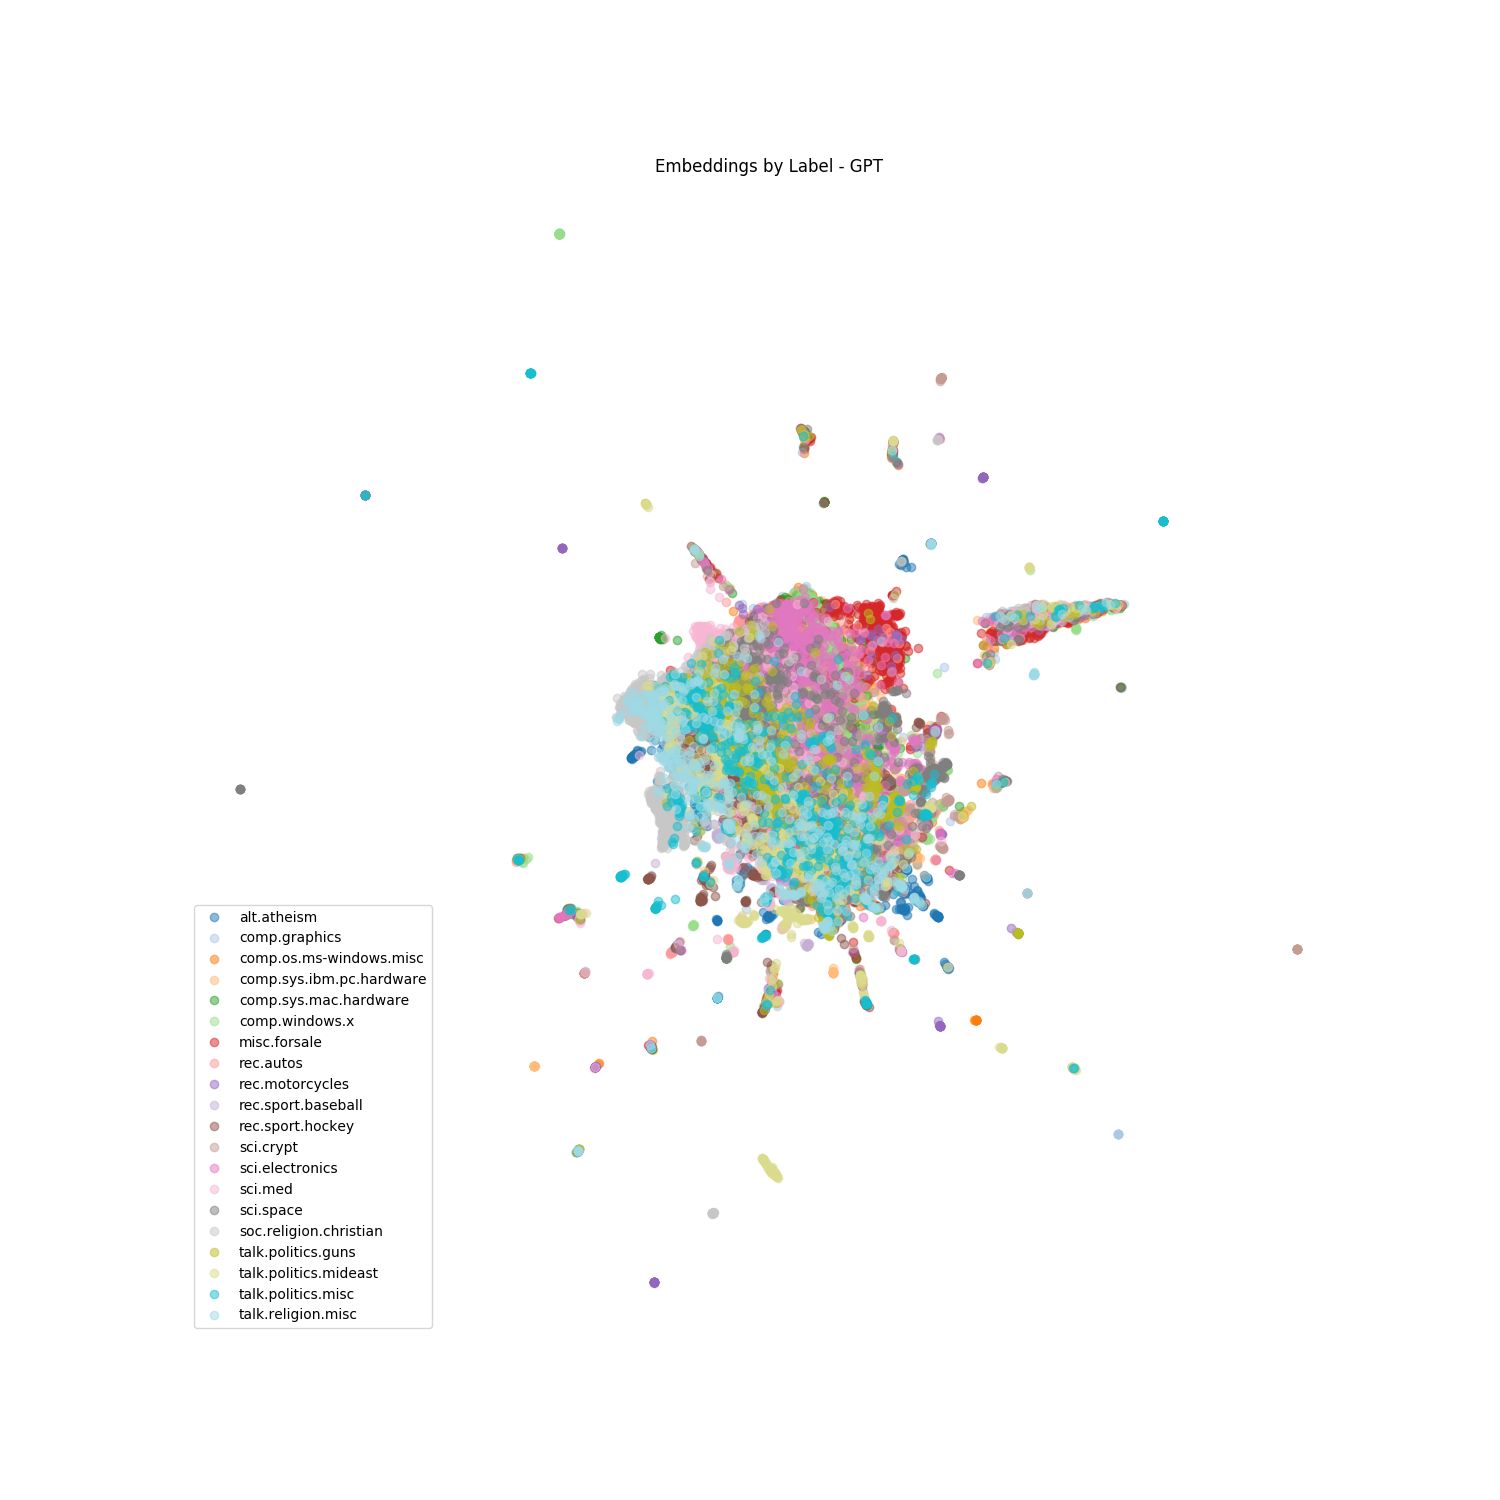 Embeddings by Label - GPT
alt.atheism
comp.graphics
comp.os.ms-windows.misc
comp.sys.ibm.pc.hardware
comp.sys.mac.hardware
comp.windows.x
misc.forsale
rec.autos
rec.motorcycles
rec.sport.baseball
rec.sport.hockey
sci.crypt
sci.electronics
sci.med
sci.space
soc.religion.christian
talk.politics.guns
talk.politics.mideast
talk.politics.misc
talk.religion.misc